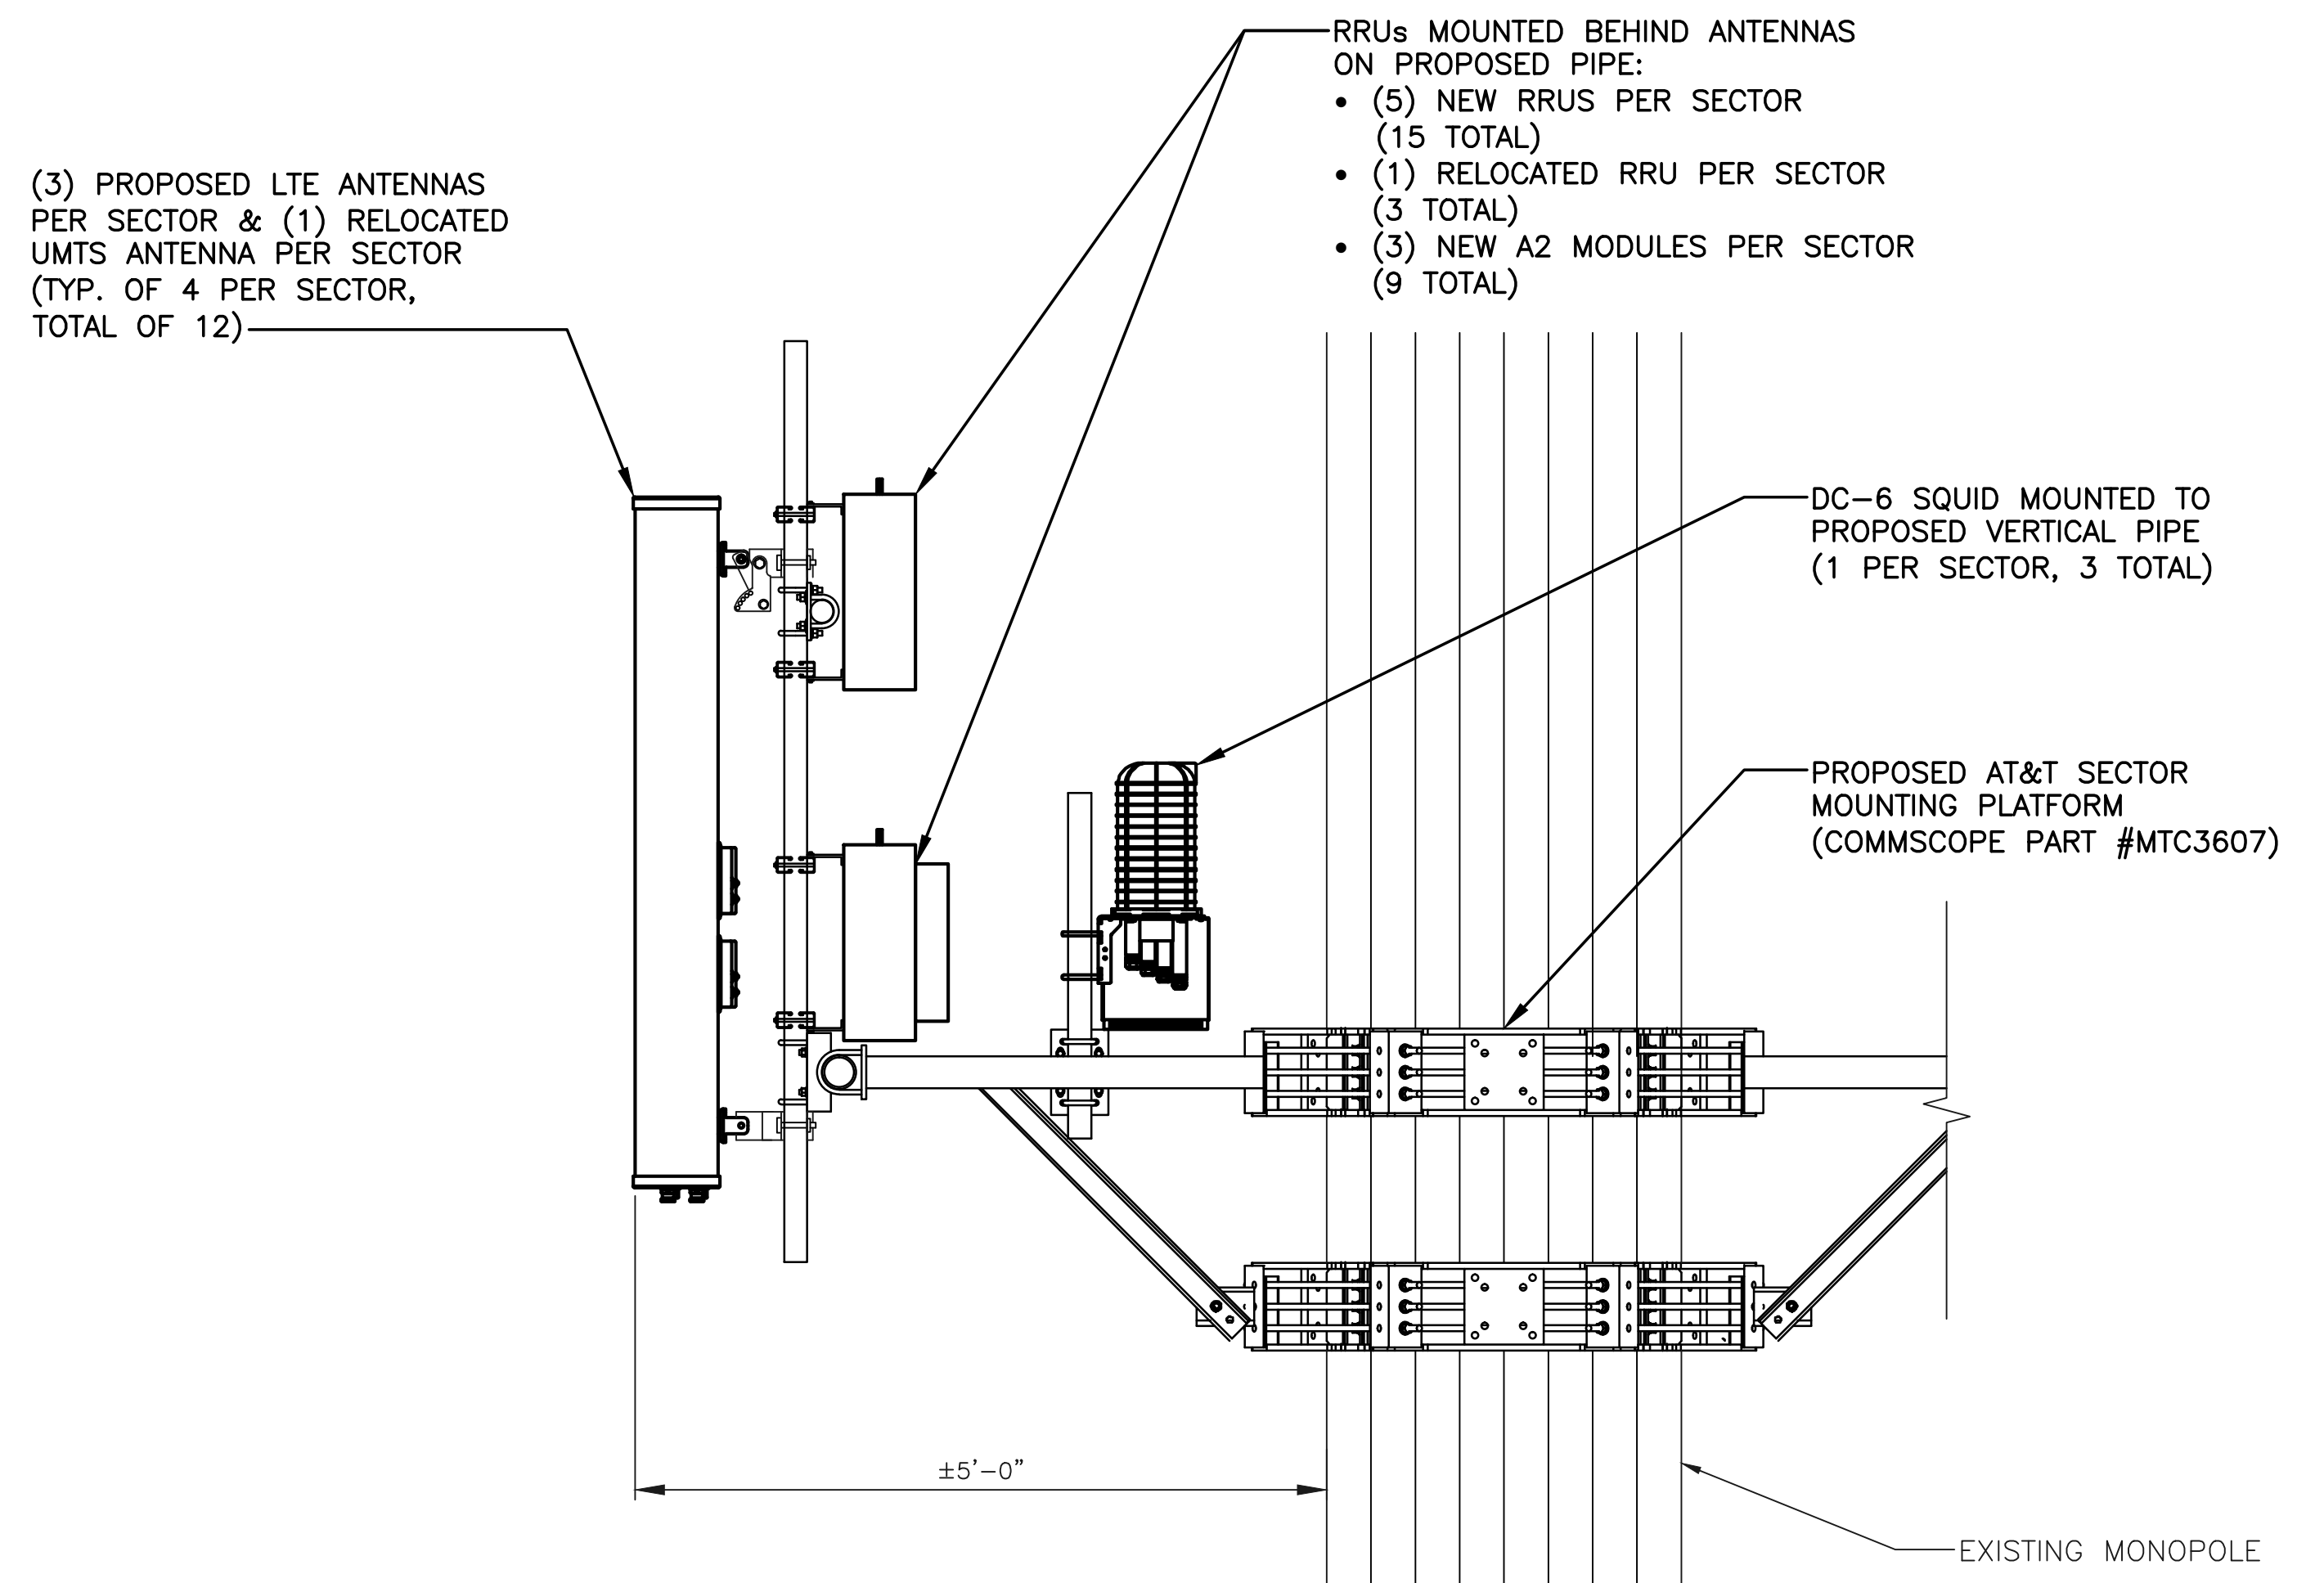 RRUs MOUNTED BEHIND ANTENNAS
ON PROPOSED PIPE:
• (5) NEW RRUS PER SECTOR
(15 TOTAL)
• (1) RELOCATED RRU PER SECTOR
(3 TOTAL)
• (3) NEW A2 MODULES PER SECTOR
(9 TOTAL)
(3) PROPOSED LTE ANTENNAS
PER SECTOR & (1) RELOCATED
UMTS ANTENNA PER SECTOR
(TYP. OF 4 PER SECTOR,
TOTAL OF 12)
DC-6 SQUID MOUNTED TO
PROPOSED VERTICAL PIPE
(1 PER SECTOR, 3 TOTAL)
PROPOSED AT&T SECTOR
MOUNTING PLATFORM
(COMMSCOPE PART #MTC3607)
±5'-0"
EXISTING MONOPOLE